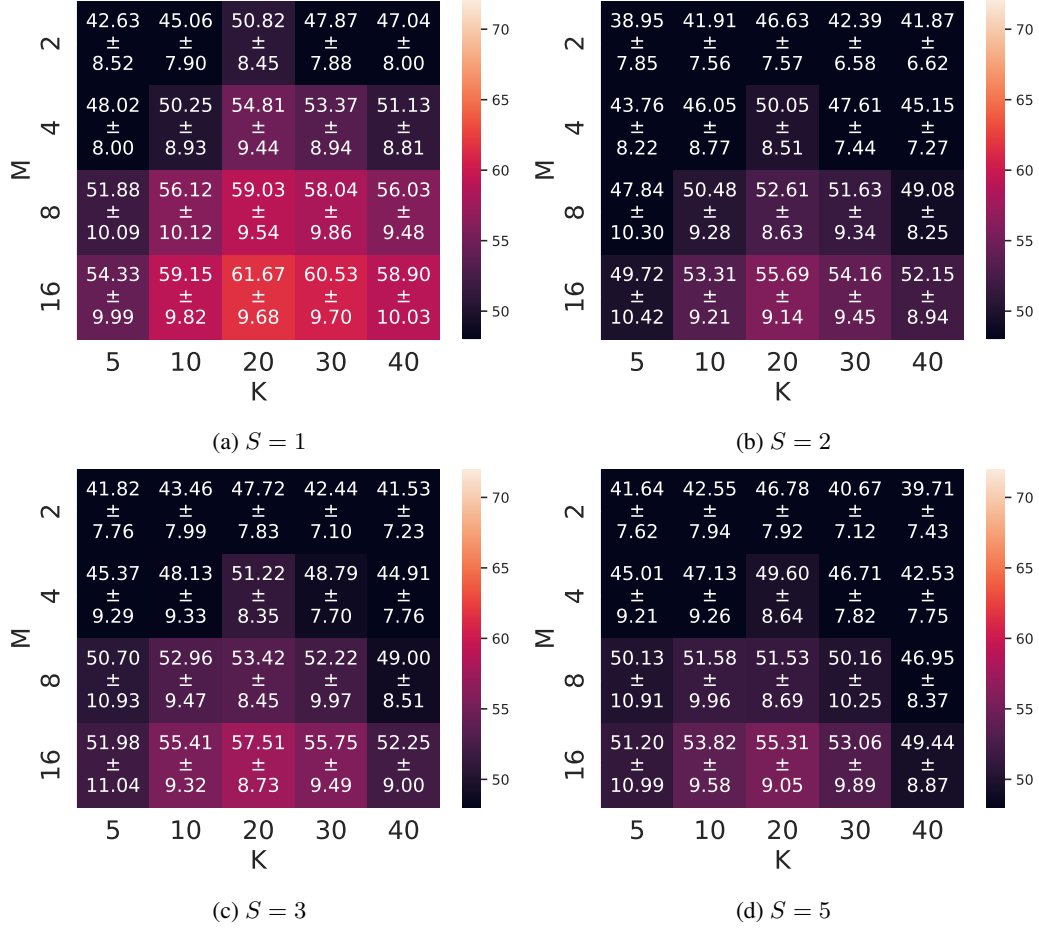 42.63 45.06 50.82 47.87 47.04
± ± ± ± ±
8.52 7.90 8.45 7.88 8.00
48.02 50.25 54.81 53.37 51.13
± ± ± ± ±
8.00 8.93 9.44 8.94 8.81
51.88 56.12 59.03 58.04 56.03
± ± ± ± ±
10.09 10.12 9.54 9.86 9.48
54.33 59.15 61.67 60.53 58.90
± ± ± ± ±
9.99 9.82 9.68 9.70 10.03
2
4
8
16
M
5 10 20 30 40
K
70
65
60
55
50
(a) S = 1
38.95 41.91 46.63 42.39 41.87
± ± ± ± ±
7.85 7.56 7.57 6.58 6.62
43.76 46.05 50.05 47.61 45.15
± ± ± ± ±
8.22 8.77 8.51 7.44 7.27
47.84 50.48 52.61 51.63 49.08
± ± ± ± ±
10.30 9.28 8.63 9.34 8.25
49.72 53.31 55.69 54.16 52.15
± ± ± ± ±
10.42 9.21 9.14 9.45 8.94
2
4
8
16
M
5 10 20 30 40
K
70
65
60
55
50
(b) S = 2
41.82 43.46 47.72 42.44 41.53
± ± ± ± ±
7.76 7.99 7.83 7.10 7.23
45.37 48.13 51.22 48.79 44.91
± ± ± ± ±
9.29 9.33 8.35 7.70 7.76
50.70 52.96 53.42 52.22 49.00
± ± ± ± ±
10.93 9.47 8.45 9.97 8.51
51.98 55.41 57.51 55.75 52.25
± ± ± ± ±
11.04 9.32 8.73 9.49 9.00
2
4
8
16
M
5 10 20 30 40
K
70
65
60
55
50
(c) S = 3
41.64 42.55 46.78 40.67 39.71
± ± ± ± ±
7.62 7.94 7.92 7.12 7.43
45.01 47.13 49.60 46.71 42.53
± ± ± ± ±
9.21 9.26 8.64 7.82 7.75
50.13 51.58 51.53 50.16 46.95
± ± ± ± ±
10.91 9.96 8.69 10.25 8.37
51.20 53.82 55.31 53.06 49.44
± ± ± ± ±
10.99 9.58 9.05 9.89 8.87
2
4
8
16
M
5 10 20 30 40
K
70
65
60
55
50
(d) S = 5